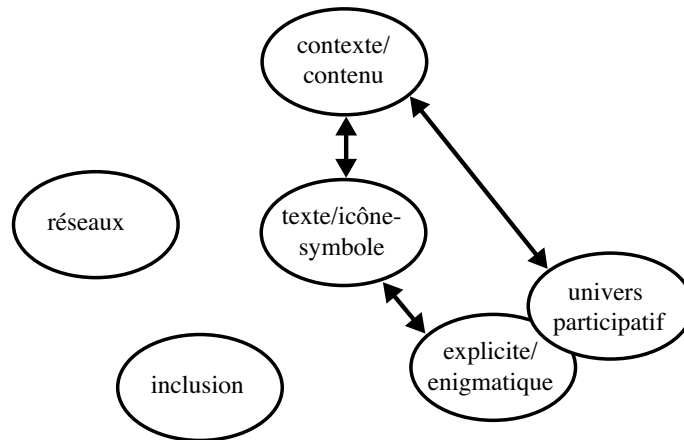 contexte/
contenu
réseaux
texte/icône-
symbole
univers
participatif
explicite/
enigmatique
inclusion